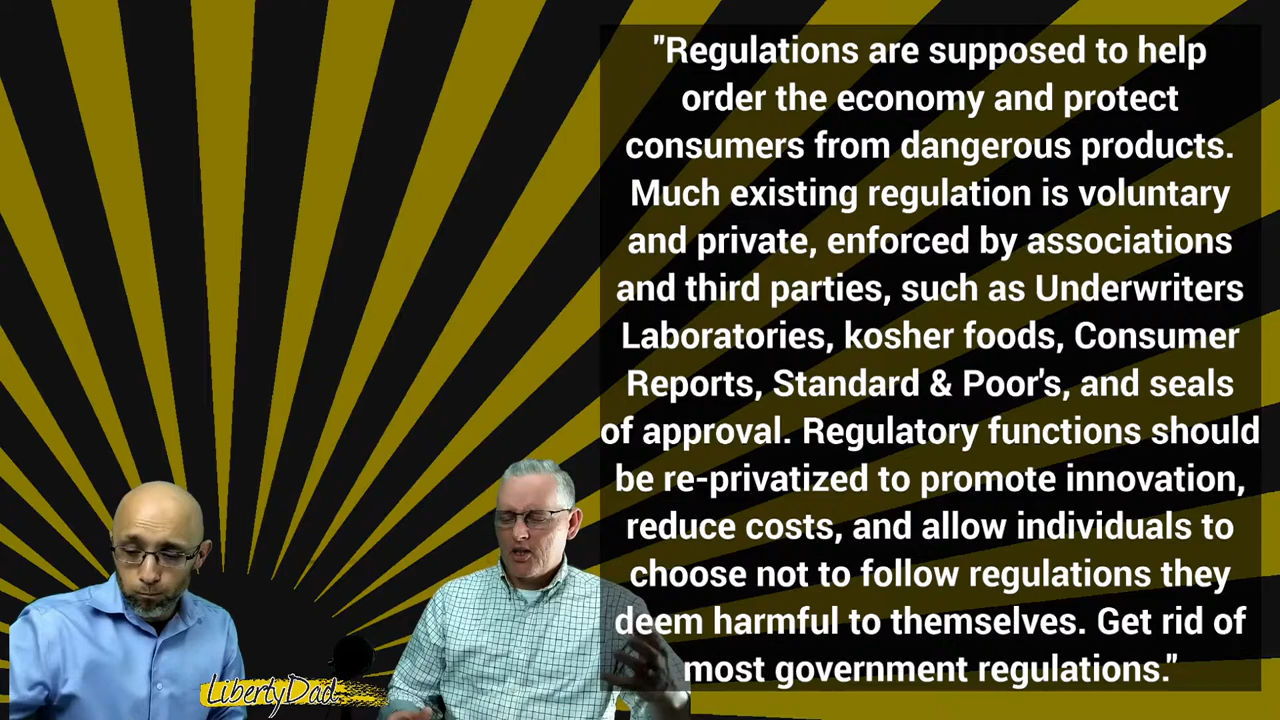 "Regulations are supposed to help
order the economy and protect
consumers from dangerous products.
Much existing regulation is voluntary
and private, enforced by associations
and third parties, such as Underwriters
Laboratories, kosher foods, Consumer
Reports, Standard & Poor's, and seals
of approval. Regulatory functions should
be re-privatized to promote innovation,
reduce costs, and allow individuals to
choose not to follow regulations they
deem harmful to themselves. Get rid of
most government regulations."
LibertyDad